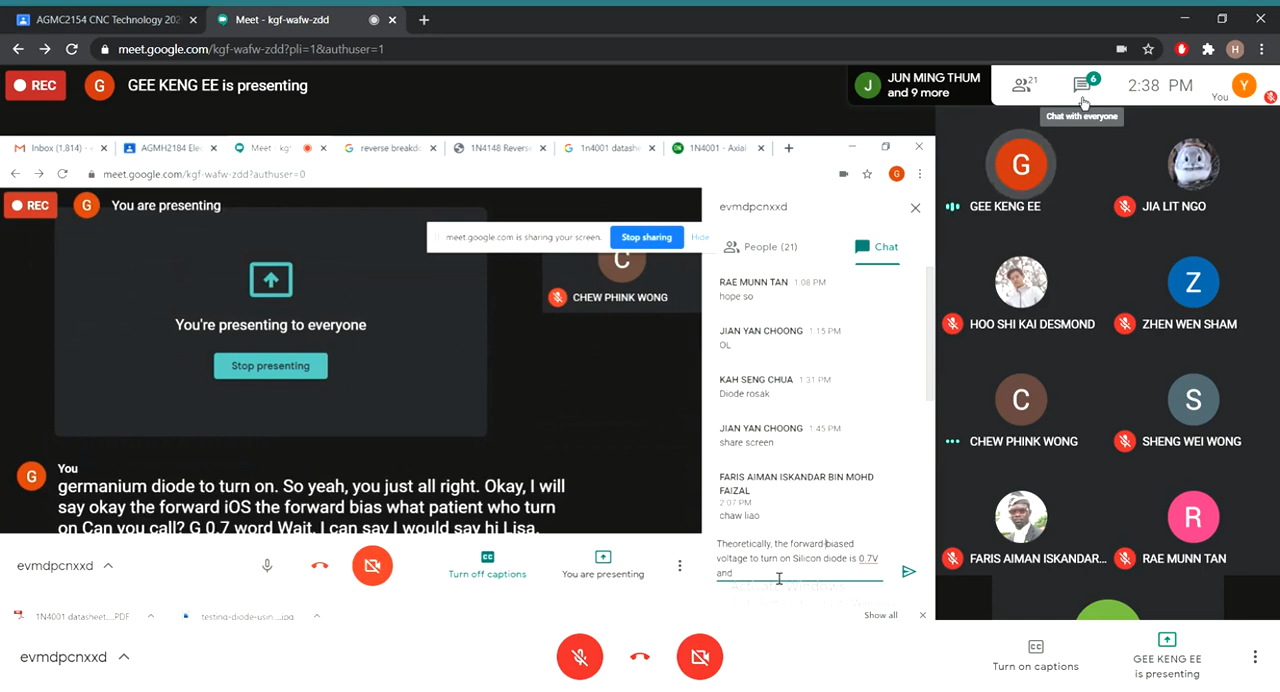 AGMC2154 CNC Technology 202
Meet - kgf-wafw-zdd
meet.google.com/kgf-wafw-zdd?pli=1&authuser=1
H
REC
G
GEE KENG EE is presenting
J
JUN MING THUM
and 9 more
21
6
2:38 PM
You
Y
Chat with everyone
Inbox (1,814) -
AGMH2184 Elec
Meet - kgf
reverse breakdo
1N4148 Reverse
1n4001 datashe
1N4001 - Axial
meet.google.com/kgf-wafw-zdd?authuser=0
G
REC
G
You are presenting
meet.google.com is sharing your screen.
Stop sharing
Hide
C
CHEW PHINK WONG
You're presenting to everyone
Stop presenting
G
You
germanium diode to turn on. So yeah, you just all right. Okay, I will
say okay the forward iOS the forward bias what patient who turn
on Can you call? G 0.7 word Wait. I can say I would say hi Lisa.
evmdpcnxxd
CC
Turn off captions
You are presenting
evmdpcnxxd
People (21)
Chat
RAE MUNN TAN 1:08 PM
hope so
JIAN YAN CHOONG 1:15 PM
OL
KAH SENG CHUA 1:31 PM
Diode rosak
JIAN YAN CHOONG 1:45 PM
share screen
FARIS AIMAN ISKANDAR BIN MOHD
FAIZAL
2:07 PM
chaw liao
Theoretically, the forward-biased
voltage to turn on Silicon diode is 0.7V
and
1N4001 datasheet....PDF
testing-diode-usin....jpg
Show all
G
GEE KENG EE
JIA LIT NGO
HOO SHI KAI DESMOND
Z
ZHEN WEN SHAM
C
CHEW PHINK WONG
S
SHENG WEI WONG
FARIS AIMAN ISKANDAR...
R
RAE MUNN TAN
evmdpcnxxd
CC
Turn on captions
GEE KENG EE
is presenting